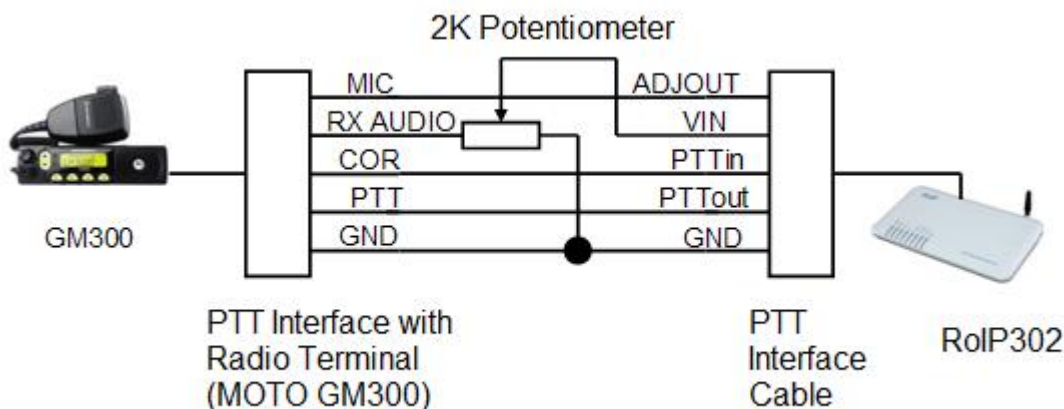 2K Potentiometer
MIC ADJOUT
RX AUDIO VIN
COR PTTin
PTT PTTout
GND GND
GM300
PTT Interface with
Radio Terminal
(MOTO GM300)
PTT
Interface
Cable
RoIP302